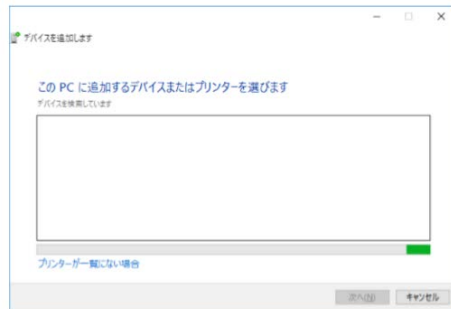 デバイスを追加します
この PC に追加するデバイスまたはプリンターを選びます
デバイスを検索しています
プリンターが一覧にない場合
次へ(N)
キャンセル